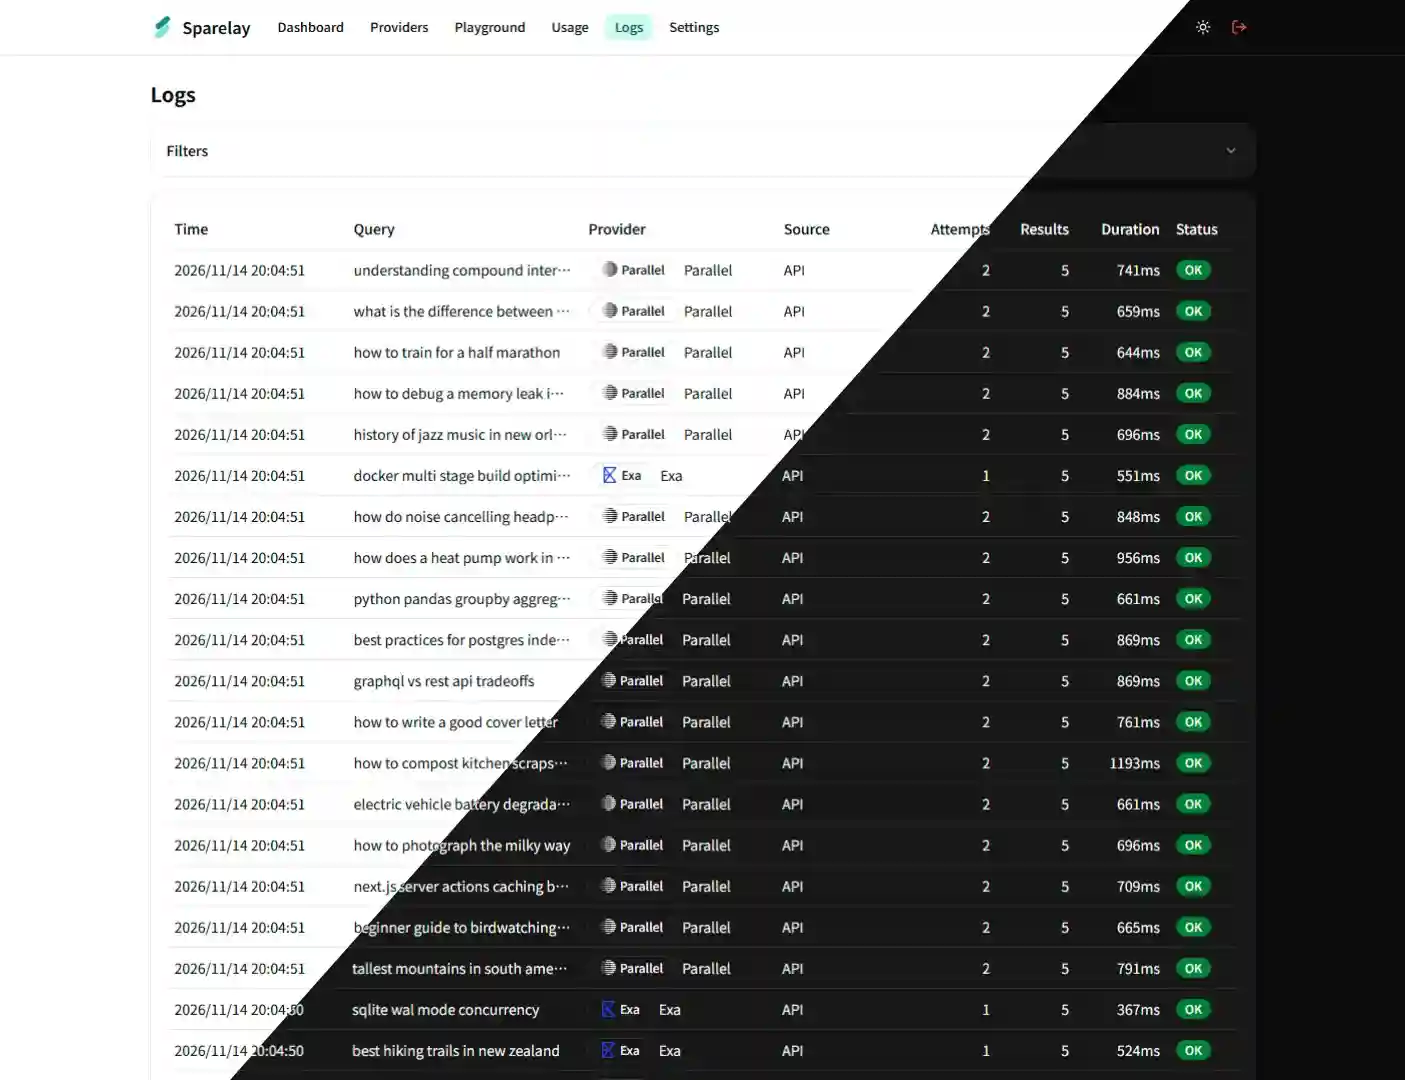 Sparelay Dashboard Providers Playground Usage Logs Settings
Logs
Filters
Time Query Provider Source Attempts Results Duration Status
2026/11/14 20:04:51 understanding compound inter··· Parallel Parallel API 2 5 741ms OK
2026/11/14 20:04:51 what is the difference between ··· Parallel Parallel API 2 5 659ms OK
2026/11/14 20:04:51 how to train for a half marathon Parallel Parallel API 2 5 644ms OK
2026/11/14 20:04:51 how to debug a memory leak i··· Parallel Parallel API 2 5 884ms OK
2026/11/14 20:04:51 history of jazz music in new orl··· Parallel Parallel API 2 5 696ms OK
2026/11/14 20:04:51 docker multi stage build optimi··· Exa Exa API 1 5 551ms OK
2026/11/14 20:04:51 how do noise cancelling headp··· Parallel Parallel API 2 5 848ms OK
2026/11/14 20:04:51 how does a heat pump work in ··· Parallel Parallel API 2 5 956ms OK
2026/11/14 20:04:51 python pandas groupby aggreg··· Parallel Parallel API 2 5 661ms OK
2026/11/14 20:04:51 best practices for postgres inde··· Parallel Parallel API 2 5 869ms OK
2026/11/14 20:04:51 graphql vs rest api tradeoffs Parallel Parallel API 2 5 869ms OK
2026/11/14 20:04:51 how to write a good cover letter Parallel Parallel API 2 5 761ms OK
2026/11/14 20:04:51 how to compost kitchen scraps··· Parallel Parallel API 2 5 1193ms OK
2026/11/14 20:04:51 electric vehicle battery degrada··· Parallel Parallel API 2 5 661ms OK
2026/11/14 20:04:51 how to photograph the milky way Parallel Parallel API 2 5 696ms OK
2026/11/14 20:04:51 next.js server actions caching b··· Parallel Parallel API 2 5 709ms OK
2026/11/14 20:04:51 beginner guide to birdwatching··· Parallel Parallel API 2 5 665ms OK
2026/11/14 20:04:51 tallest mountains in south ame··· Parallel Parallel API 2 5 791ms OK
2026/11/14 20:04:50 sqlite wal mode concurrency Exa Exa API 1 5 367ms OK
2026/11/14 20:04:50 best hiking trails in new zealand Exa Exa API 1 5 524ms OK